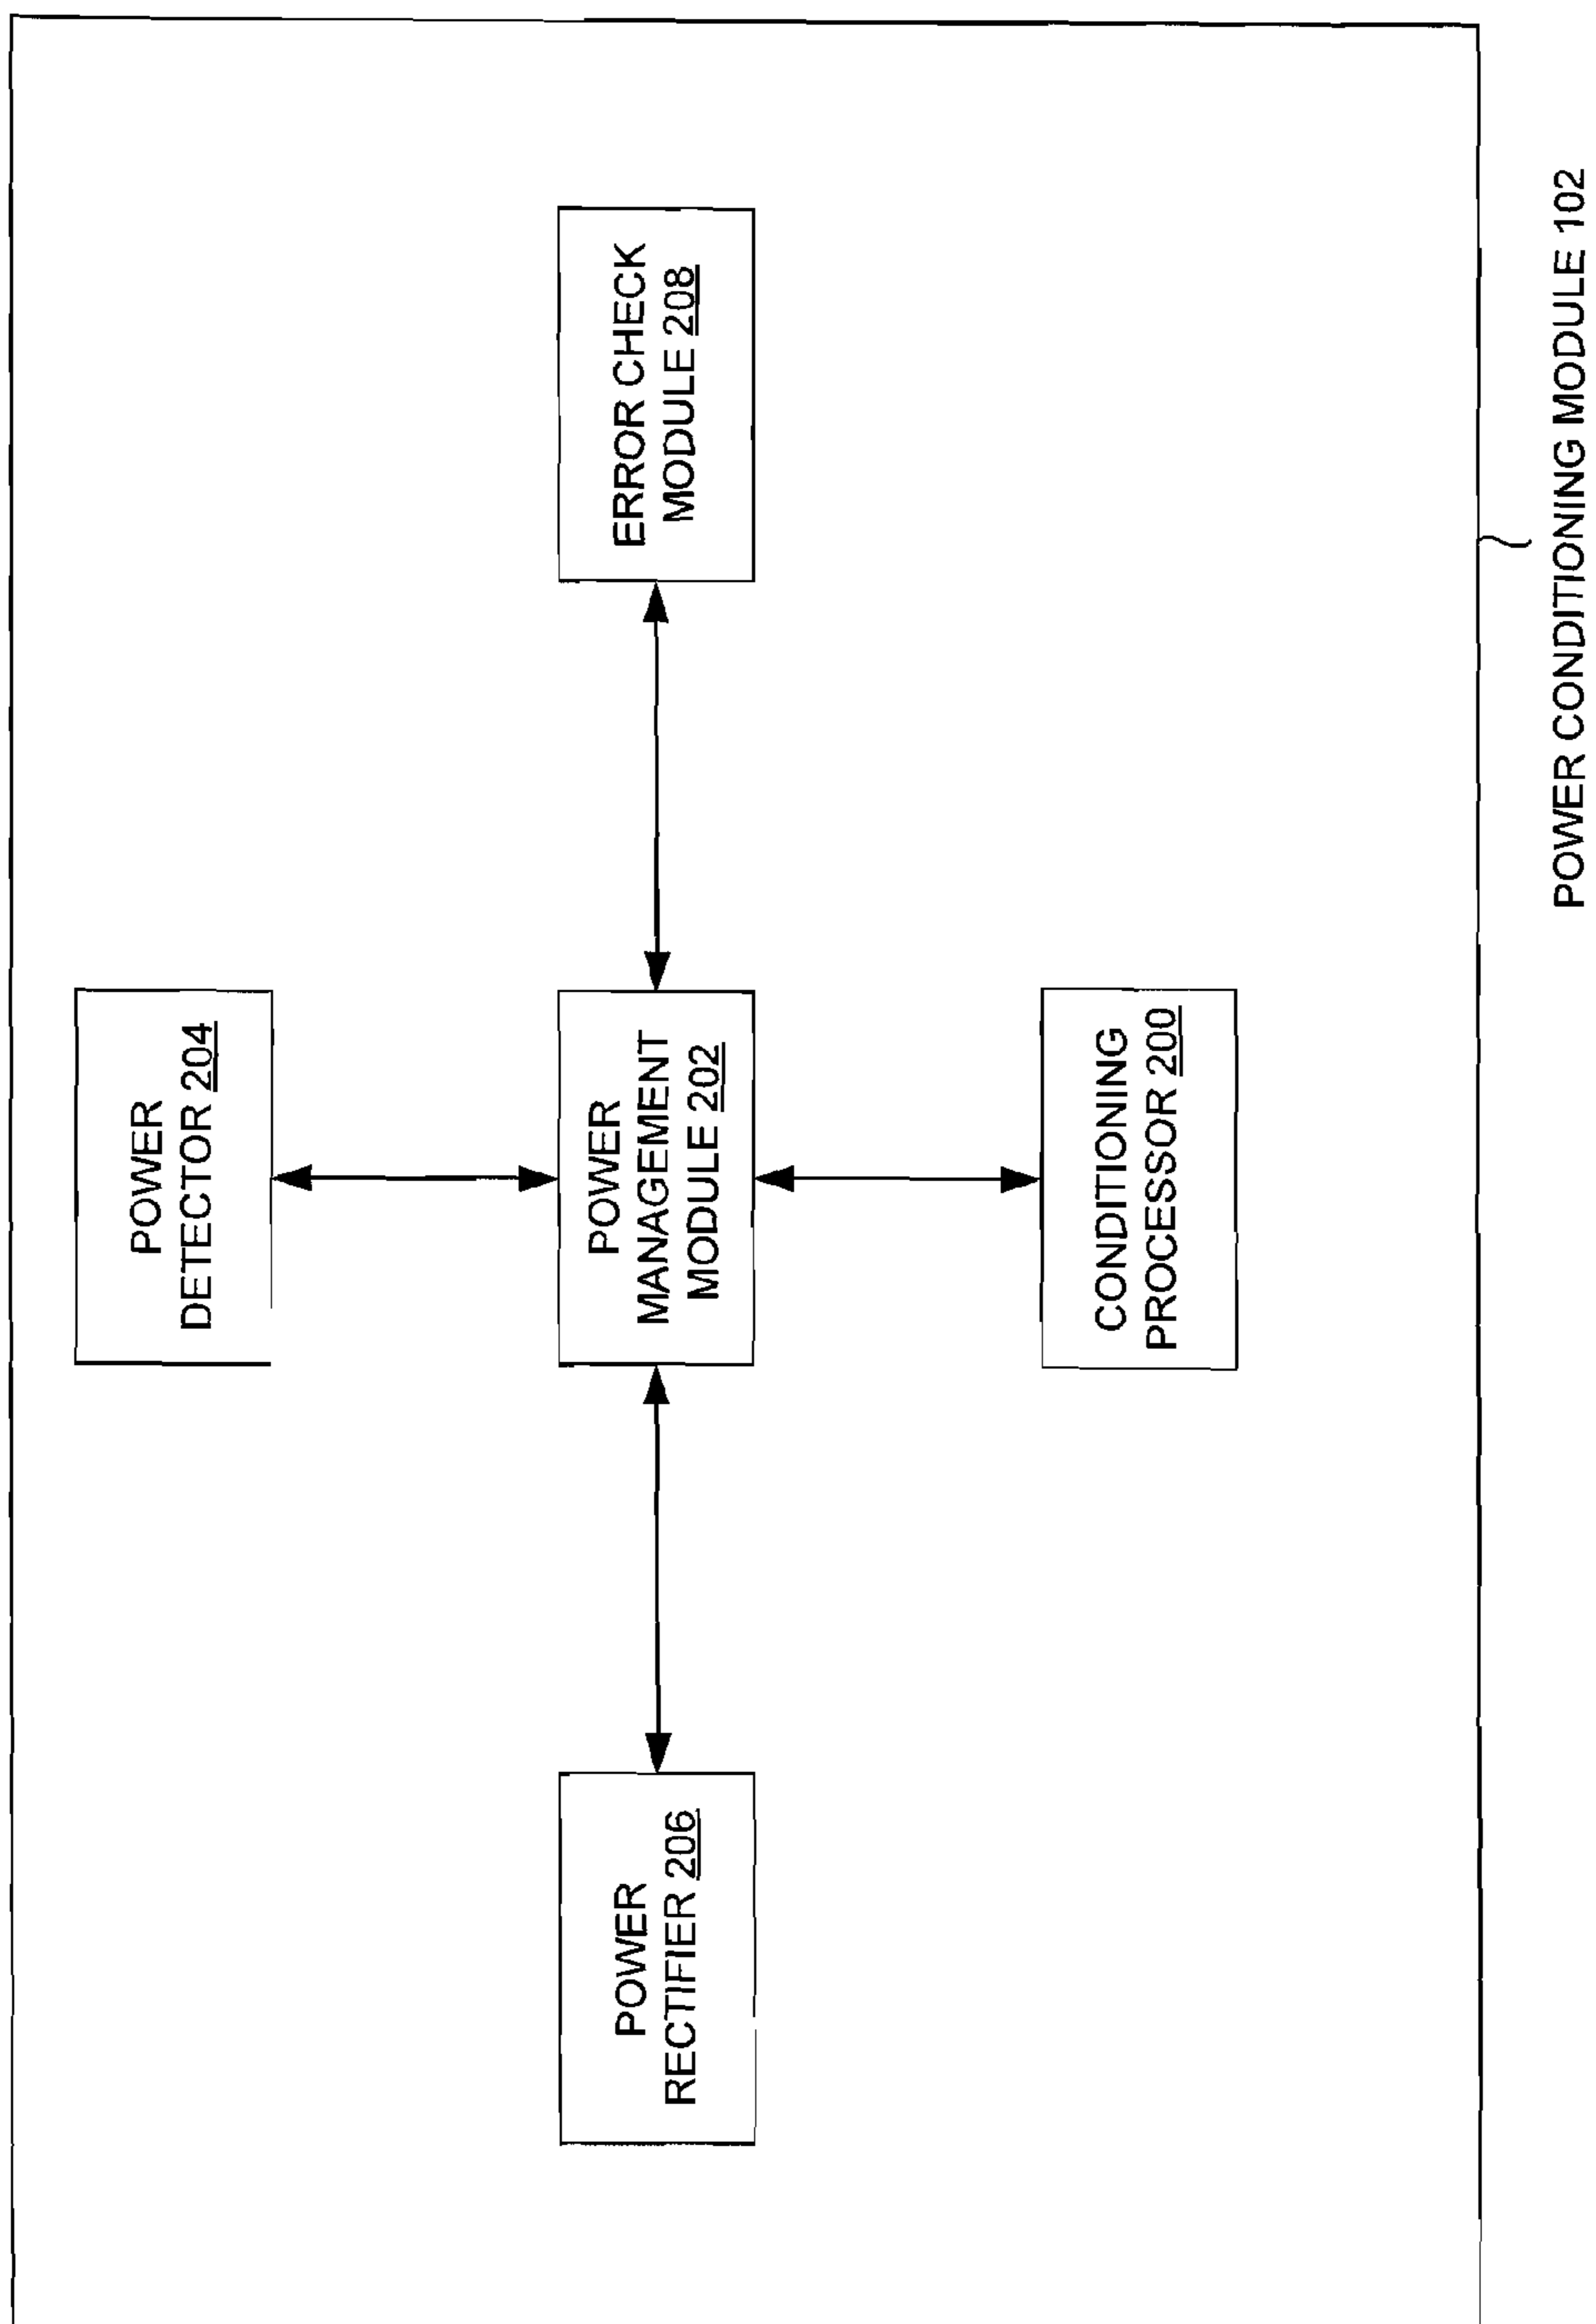 POWER
DETECTOR 204
POWER
RECTIFIER 206
POWER
MANAGEMENT
MODULE 202
ERROR CHECK
MODULE 208
CONDITIONING
PROCESSOR 200
POWER CONDITIONING MODULE 102